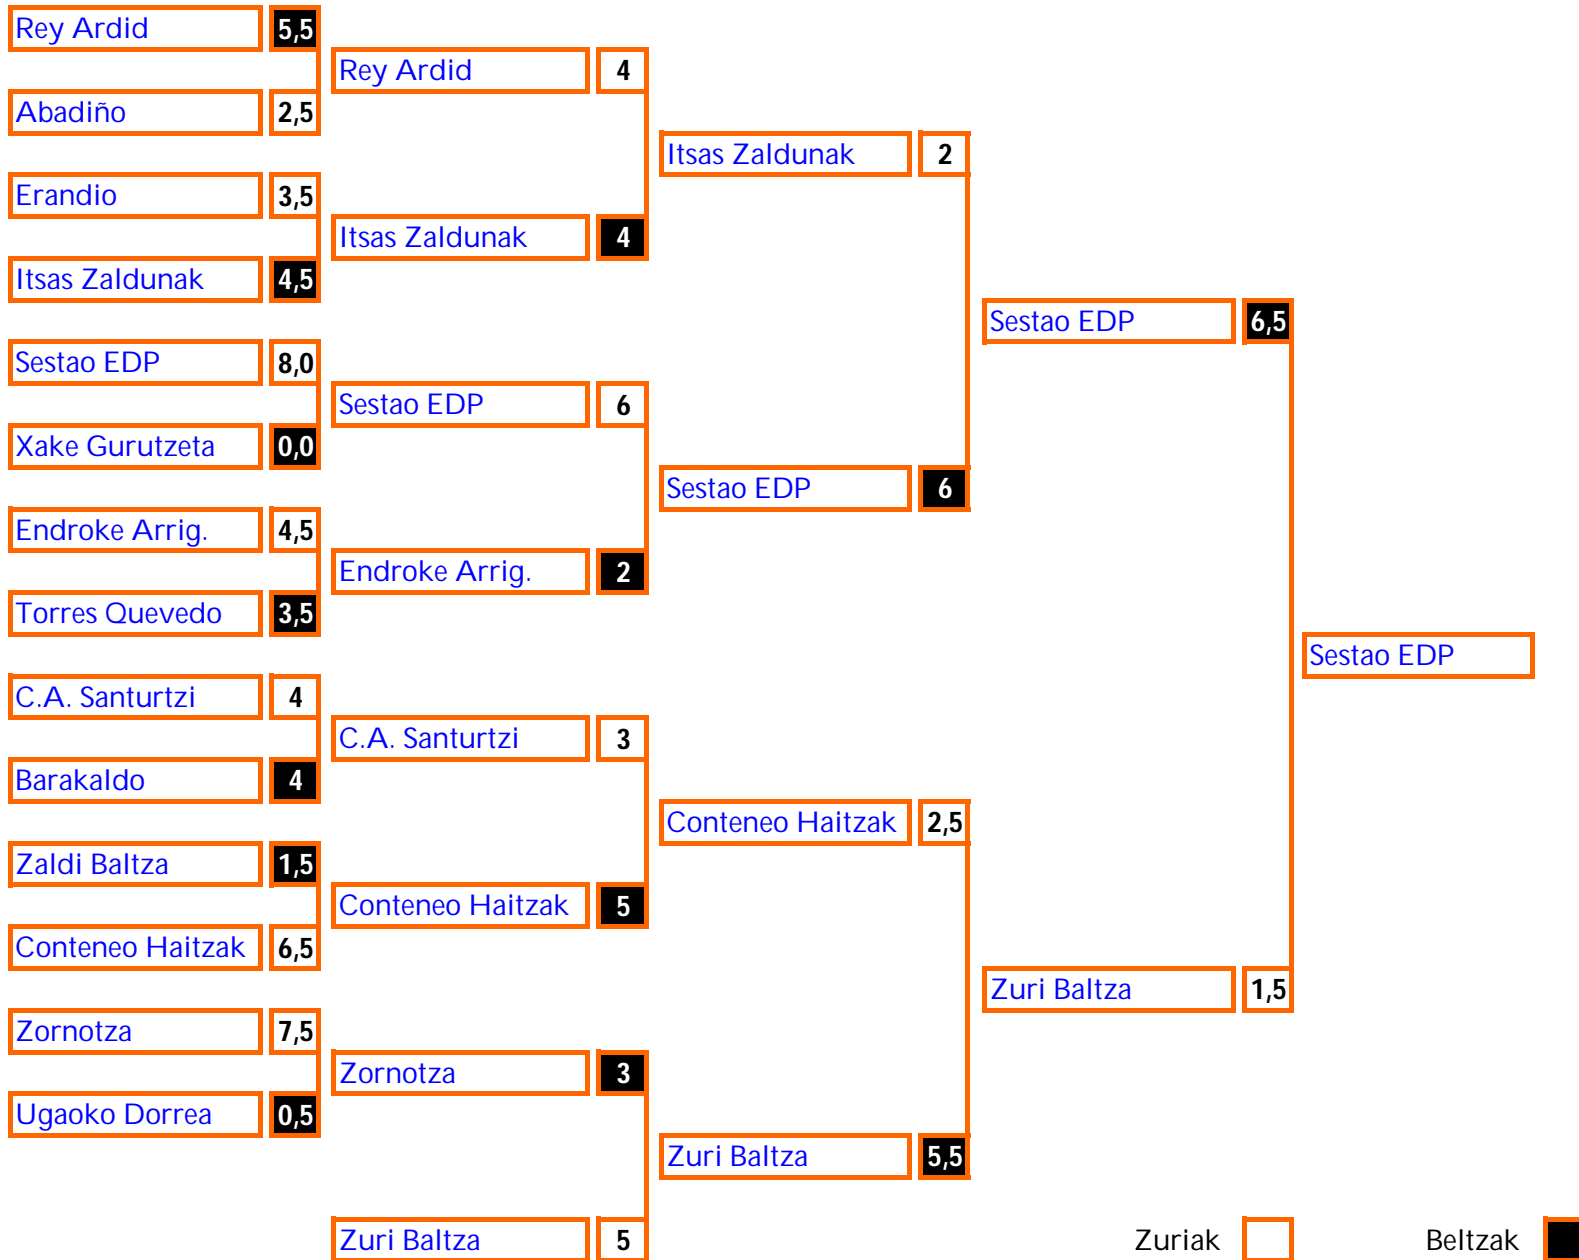 Rey Ardid 5,5
Rey Ardid 4
Abadiño 2,5
Itsas Zaldunak 2
Erandio 3,5
Itsas Zaldunak 4
Itsas Zaldunak 4,5
Sestao EDP 6,5
Sestao EDP 8,0
Sestao EDP 6
Xake Gurutzeta 0,0
Sestao EDP 6
Endroke Arrig. 4,5
Endroke Arrig. 2
Torres Quevedo 3,5
Sestao EDP
C.A. Santurtzi 4
C.A. Santurtzi 3
Barakaldo 4
Conteneo Haitzak 2,5
Zaldi Baltza 1,5
Conteneo Haitzak 5
Conteneo Haitzak 6,5
Zuri Baltza 1,5
Zornotza 7,5
Zornotza 3
Ugaoko Dorrea 0,5
Zuri Baltza 5,5
Zuri Baltza 5
Zuriak
Beltzak